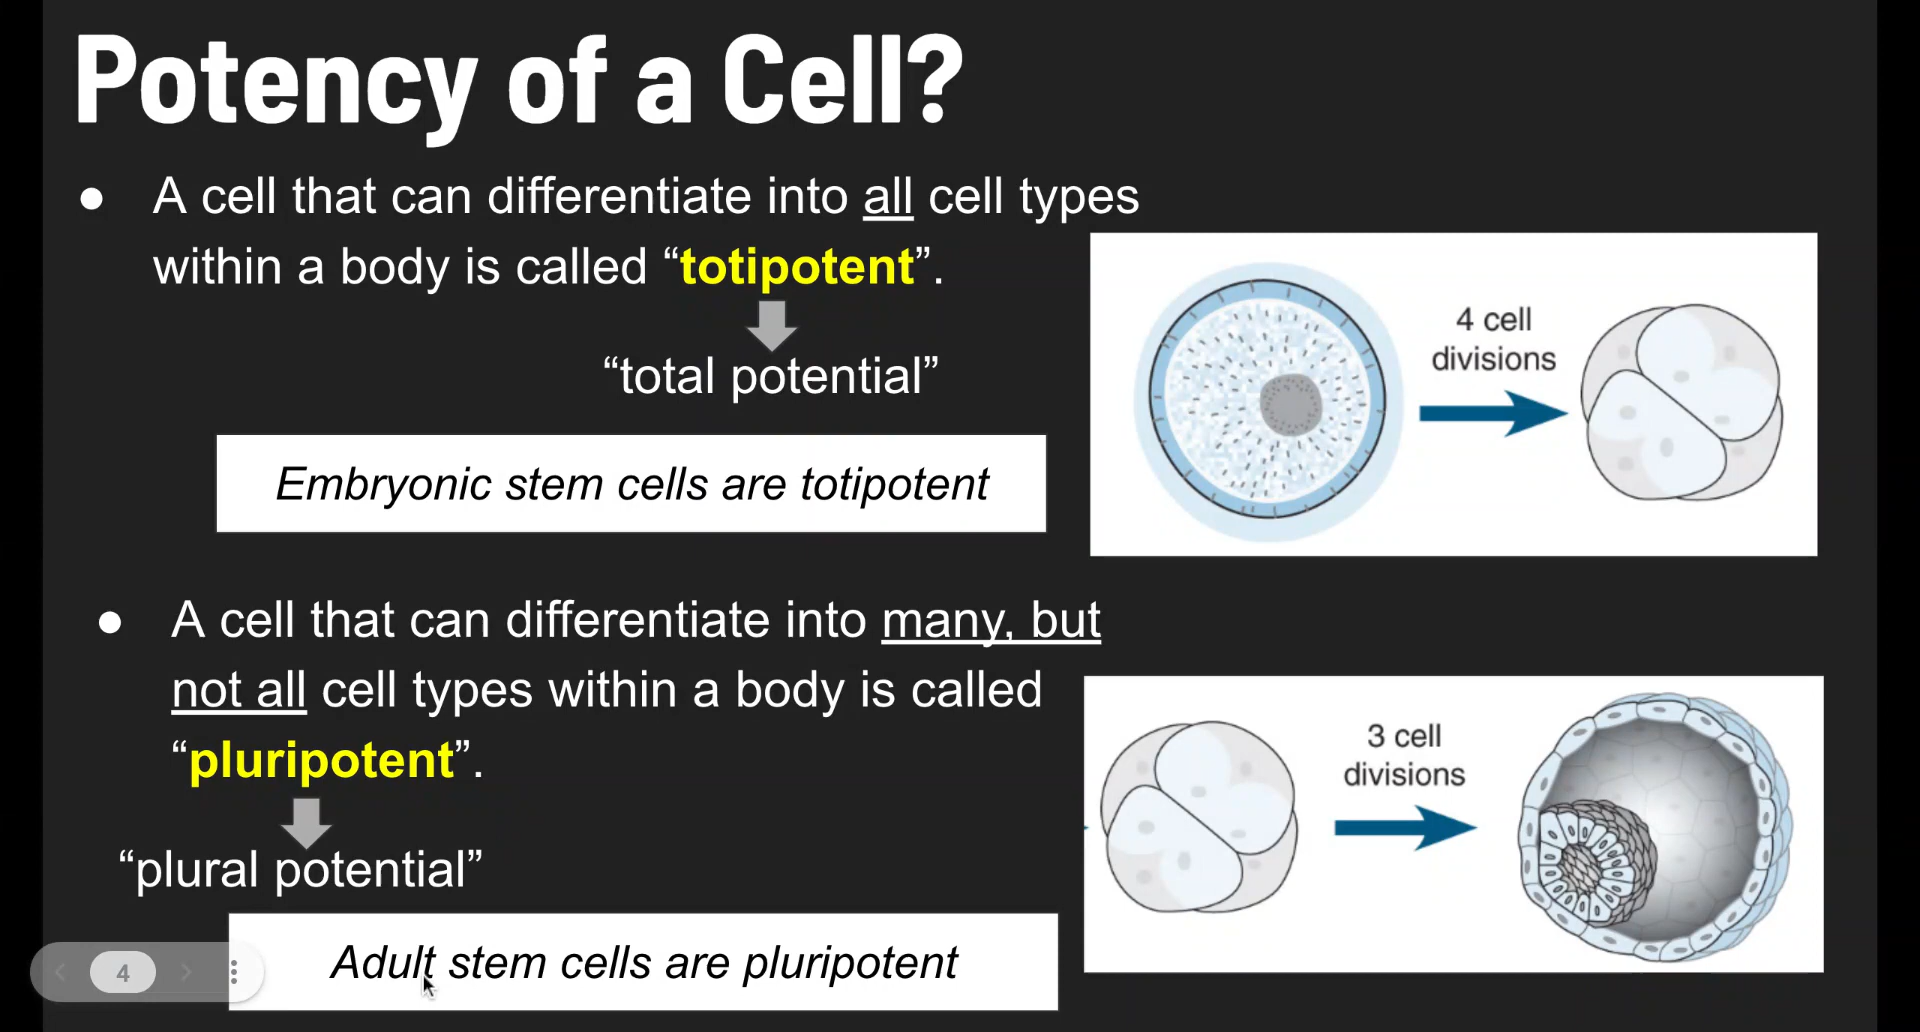 Potency of a Cell?
● A cell that can differentiate into all cell types
within a body is called “totipotent”.
“total potential”
4 cell
divisions
Embryonic stem cells are totipotent
● A cell that can differentiate into many, but
not all cell types within a body is called
“pluripotent”.
“plural potential”
3 cell
divisions
Adult stem cells are pluripotent
4